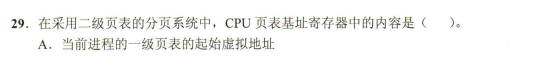 29. 在采用二级页表的分页系统中，CPU 页表基址寄存器中的内容是（  ）。
A. 当前进程的一级页表的起始虚拟地址